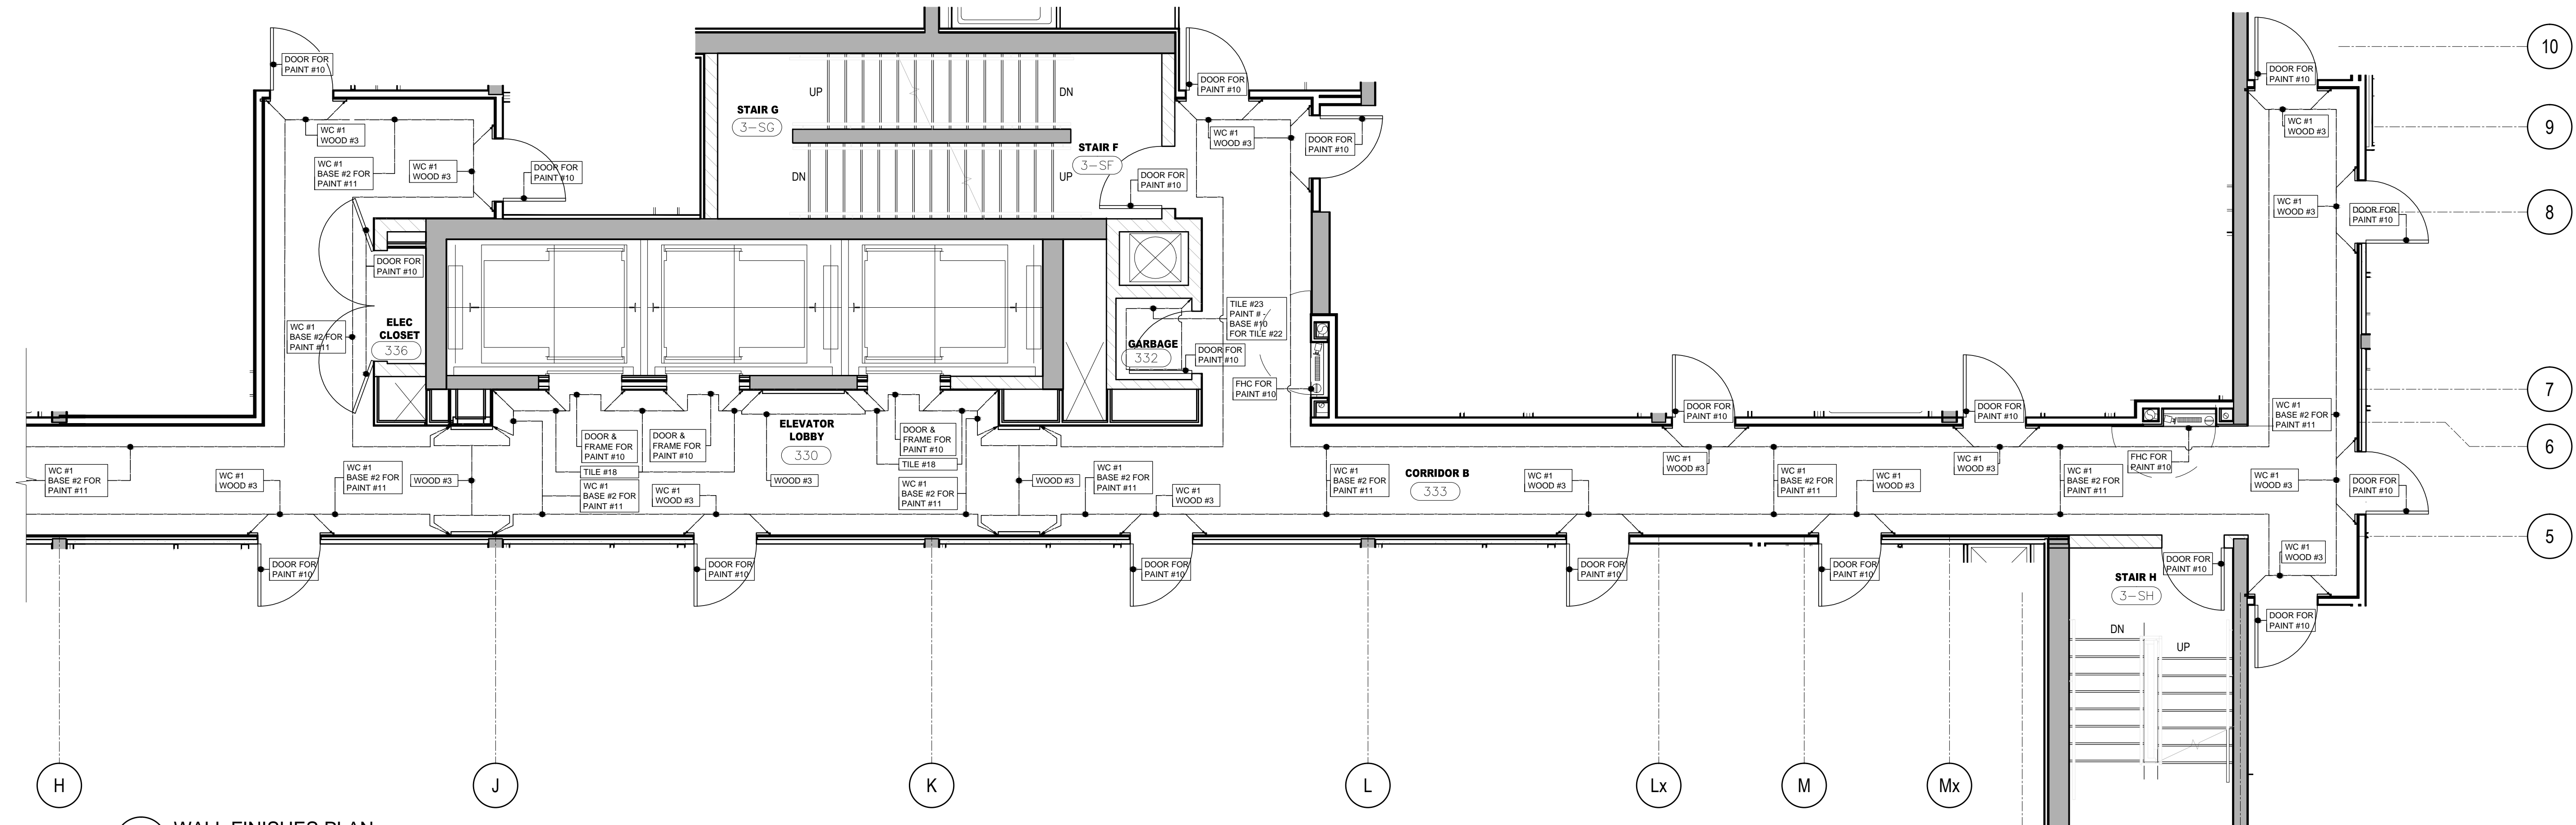 DOOR FOR
PAINT #10
WC #1
WOOD #3
WC #1
BASE #2 FOR
PAINT #11
WC #1
WOOD #3
DOOR FOR
PAINT #10
DOOR FOR
PAINT #10
WC #1
BASE #2 FOR
PAINT #11
ELEC
CLOSET
336
STAIR G
3-SG
UP
DN
DN
UP
STAIR F
3-SF
DOOR FOR
PAINT #10
DOOR FOR
PAINT #10
WC #1
WOOD #3
DOOR FOR
PAINT #10
TILE #23
PAINT # -
BASE #10
FOR TILE #22
GARBAGE
332
DOOR FOR
PAINT #10
FHC FOR
PAINT #10
DOOR FOR
PAINT #10
WC #1
WOOD #3
WC #1
WOOD #3
DOOR FOR
PAINT #10
WC #1
BASE #2 FOR
PAINT #11
10
9
8
7
6
5
WC #1
BASE #2 FOR
PAINT #11
WC #1
WOOD #3
WC #1
BASE #2 FOR
PAINT #11
WOOD #3
DOOR &
FRAME FOR
PAINT #10
TILE #18
WC #1
BASE #2 FOR
PAINT #11
DOOR &
FRAME FOR
PAINT #10
WC #1
WOOD #3
ELEVATOR
LOBBY
330
WOOD #3
DOOR &
FRAME FOR
PAINT #10
TILE #18
WC #1
BASE #2 FOR
PAINT #11
WOOD #3
WC #1
BASE #2 FOR
PAINT #11
WC #1
WOOD #3
WC #1
BASE #2 FOR
PAINT #11
CORRIDOR B
333
WC #1
WOOD #3
DOOR FOR
PAINT #10
WC #1
WOOD #3
WC #1
BASE #2 FOR
PAINT #11
WC #1
WOOD #3
DOOR FOR
PAINT #10
WC #1
WOOD #3
WC #1
BASE #2 FOR
PAINT #11
FHC FOR
PAINT #10
WC #1
WOOD #3
DOOR FOR
PAINT #10
DOOR FOR
PAINT #10
DOOR FOR
PAINT #10
DOOR FOR
PAINT #10
DOOR FOR
PAINT #10
DOOR FOR
PAINT #10
STAIR H
3-SH
DOOR FOR
PAINT #10
WC #1
WOOD #3
DOOR FOR
PAINT #10
DN
UP
H
J
K
L
Lx
M
Mx
WALL FINISHES PLAN